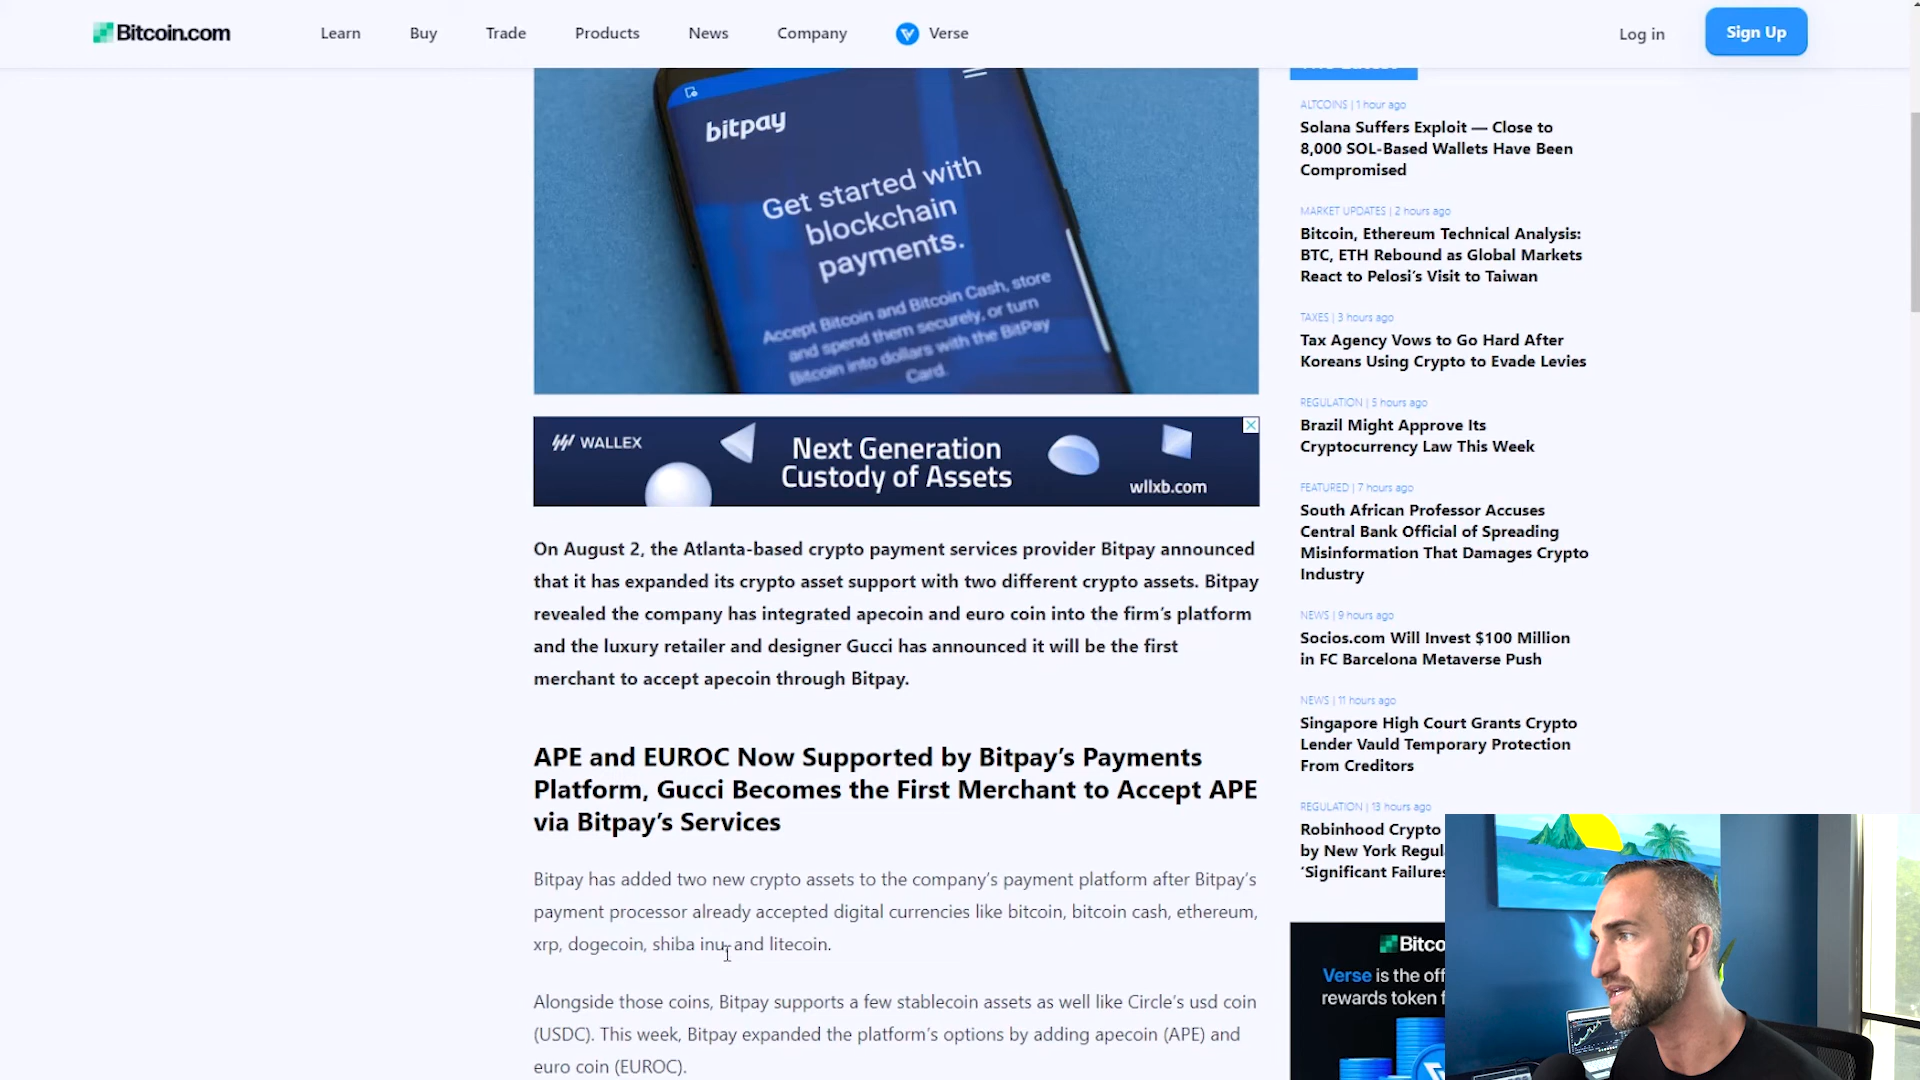 Bitcoin.com
Learn
Buy
Trade
Products
News
Company
Verse
Log in
Sign Up
bitpay
Get started with
blockchain
payments.
Accept Bitcoin and Bitcoin Cash, store
and spend them securely, or turn
Bitcoin into dollars with the BitPay
Card.
WALLEX
Next Generation
Custody of Assets
wllxb.com
On August 2, the Atlanta-based crypto payment services provider Bitpay announced
that it has expanded its crypto asset support with two different crypto assets. Bitpay
revealed the company has integrated apecoin and euro coin into the firm's platform
and the luxury retailer and designer Gucci has announced it will be the first
merchant to accept apecoin through Bitpay.
APE and EUROC Now Supported by Bitpay's Payments
Platform, Gucci Becomes the First Merchant to Accept APE
via Bitpay's Services
Bitpay has added two new crypto assets to the company's payment platform after Bitpay's
payment processor already accepted digital currencies like bitcoin, bitcoin cash, ethereum,
xrp, dogecoin, shiba inu, and litecoin.
Alongside those coins, Bitpay supports a few stablecoin assets as well like Circle's usd coin
(USDC). This week, Bitpay expanded the platform's options by adding apecoin (APE) and
euro coin (EUROC).
ALTCOINS | 1 hour ago
Solana Suffers Exploit — Close to
8,000 SOL-Based Wallets Have Been
Compromised
MARKET UPDATES | 2 hours ago
Bitcoin, Ethereum Technical Analysis:
BTC, ETH Rebound as Global Markets
React to Pelosi's Visit to Taiwan
TAXES | 3 hours ago
Tax Agency Vows to Go Hard After
Koreans Using Crypto to Evade Levies
REGULATION | 5 hours ago
Brazil Might Approve Its
Cryptocurrency Law This Week
FEATURED | 7 hours ago
South African Professor Accuses
Central Bank Official of Spreading
Misinformation That Damages Crypto
Industry
NEWS | 9 hours ago
Socios.com Will Invest $100 Million
in FC Barcelona Metaverse Push
NEWS | 11 hours ago
Singapore High Court Grants Crypto
Lender Vauld Temporary Protection
From Creditors
REGULATION | 13 hours ago
Robinhood Crypto
by New York Regul
'Significant Failures
Bitco
Verse is the off
rewards token f